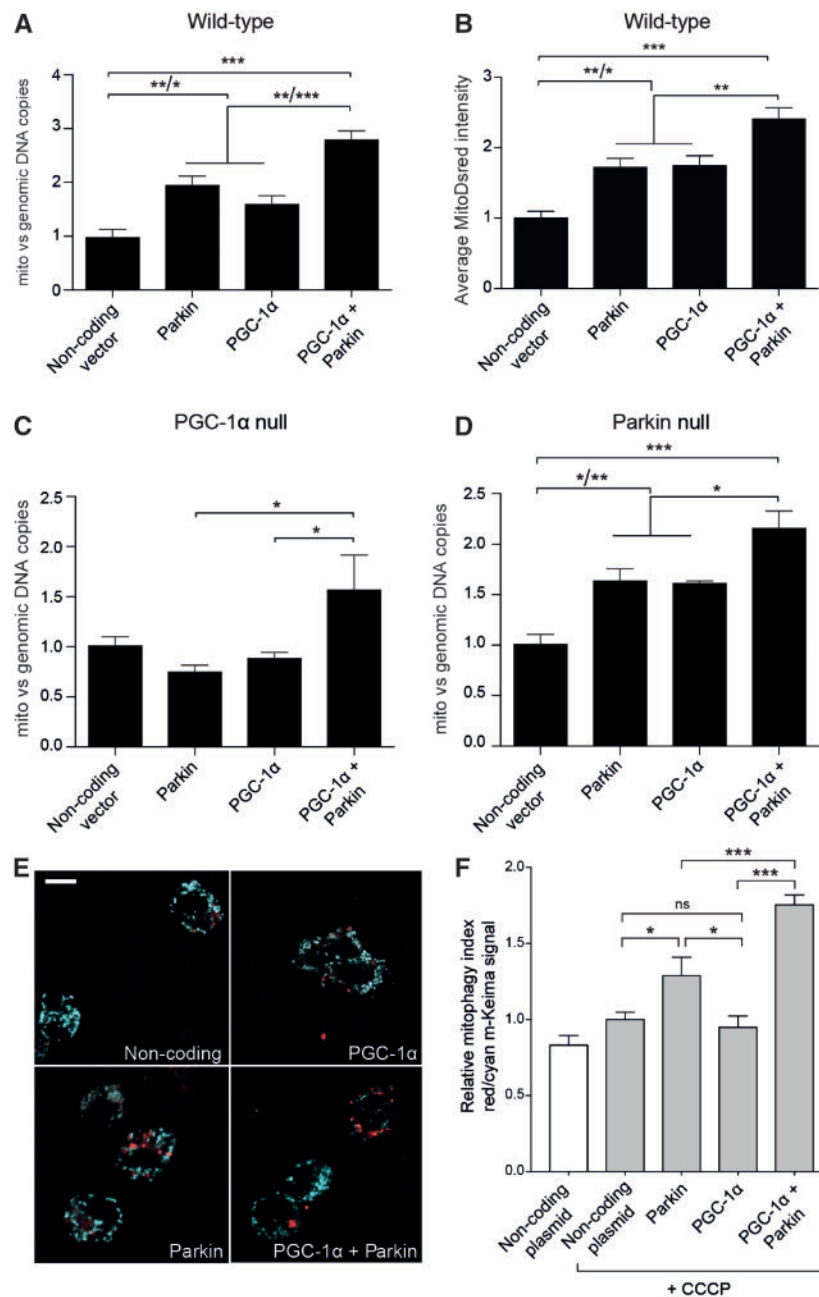 A
Wild-type
***
**/*
**/***
4
3
2
1
0
mito vs genomic DNA copies
Non-coding
vector
Parkin
PGC-1α
PGC-1α +
Parkin
B
Wild-type
***
**/*
**
3
2
1
0
Average MitoDsred intensity
Non-coding
vector
Parkin
PGC-1α
PGC-1α +
Parkin
C
PGC-1α null
*
*
2.5
2.0
1.5
1.0
0.5
0.0
mito vs genomic DNA copies
Non-coding
vector
Parkin
PGC-1α
PGC-1α +
Parkin
D
Parkin null
***
*/**
*
2.5
2.0
1.5
1.0
0.5
0.0
mito vs genomic DNA copies
Non-coding
vector
Parkin
PGC-1α
PGC-1α +
Parkin
E
Non-coding
PGC-1α
Parkin
PGC-1α + Parkin
F
***
***
ns
*
*
2.0
1.5
1.0
0.5
0.0
Relative mitophagy index
red/cyan m-Keima signal
Non-coding
plasmid
Non-coding
plasmid
Parkin
PGC-1α
PGC-1α +
Parkin
+ CCCP